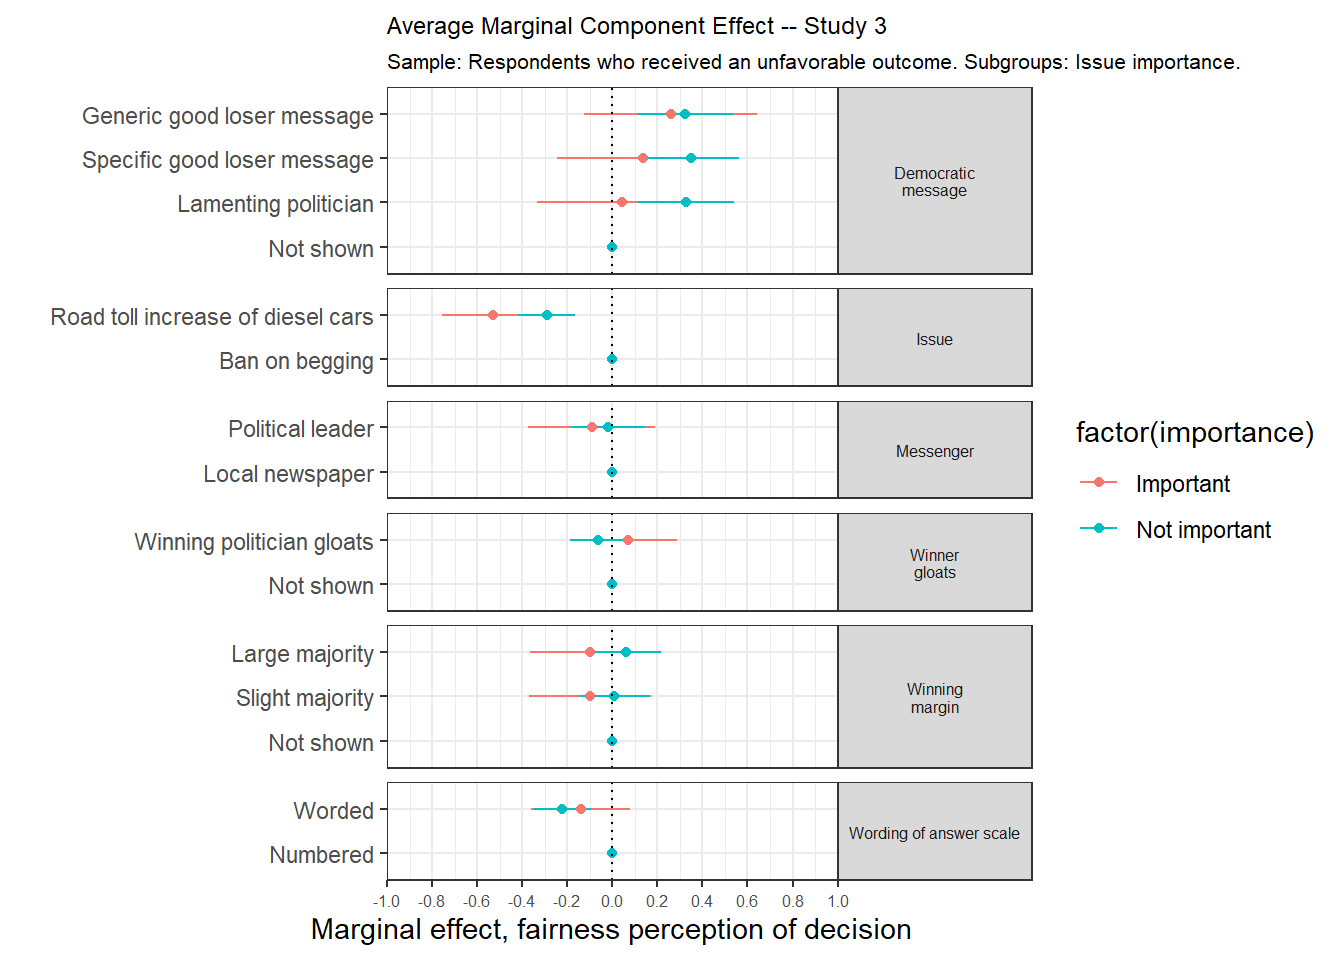 Average Marginal Component Effect -- Study 3
Sample: Respondents who received an unfavorable outcome. Subgroups: Issue importance.
Generic good loser message
Specific good loser message
Lamenting politician
Not shown
Democratic
message
Road toll increase of diesel cars
Ban on begging
Issue
Political leader
Local newspaper
Messenger
Winning politician gloats
Not shown
Winner
gloats
Large majority
Slight majority
Not shown
Winning
margin
Worded
Numbered
Wording of answer scale
-1.0 -0.8 -0.6 -0.4 -0.2 0.0 0.2 0.4 0.6 0.8 1.0
Marginal effect, fairness perception of decision
factor(importance)
Important
Not important